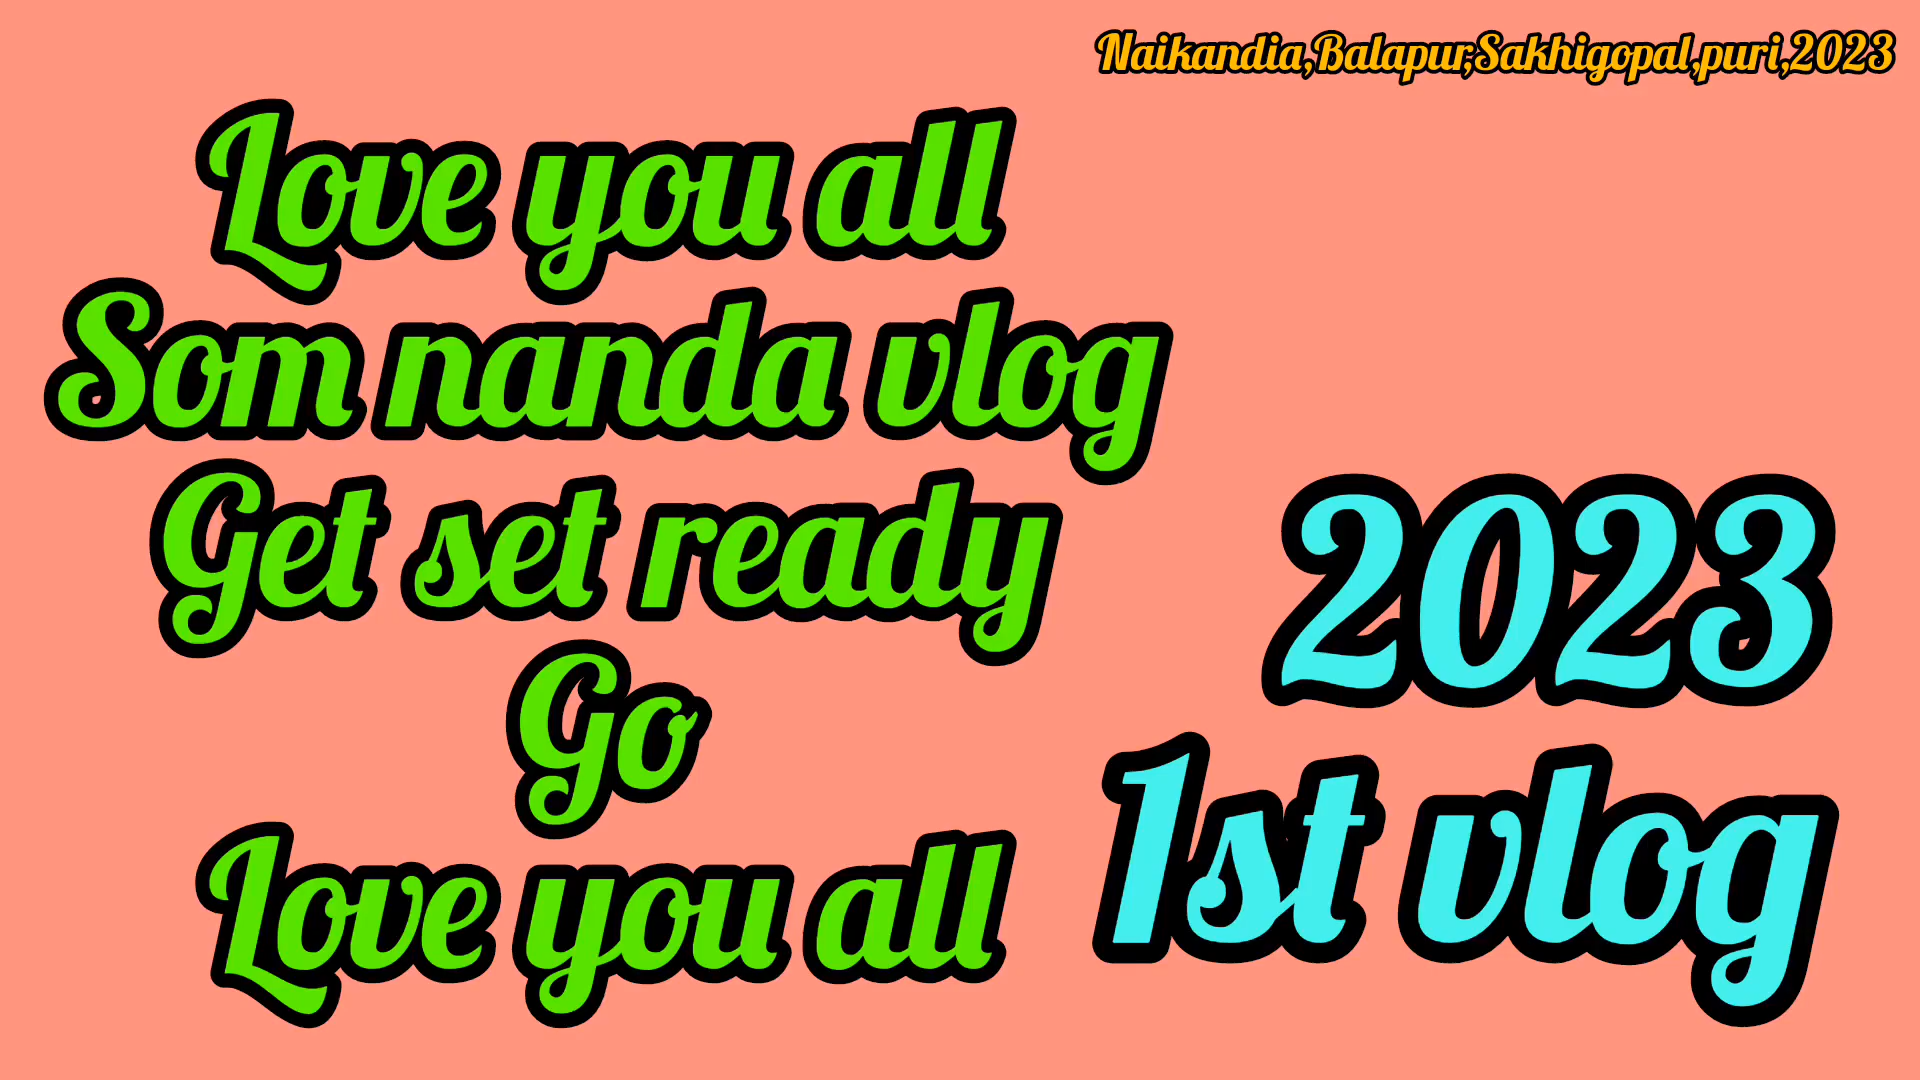 Naikandia,Balapur,Sakhigopal,puri,2023
Love you all
Som nanda vlog
Get set ready
Go
Love you all
2023
1st vlog